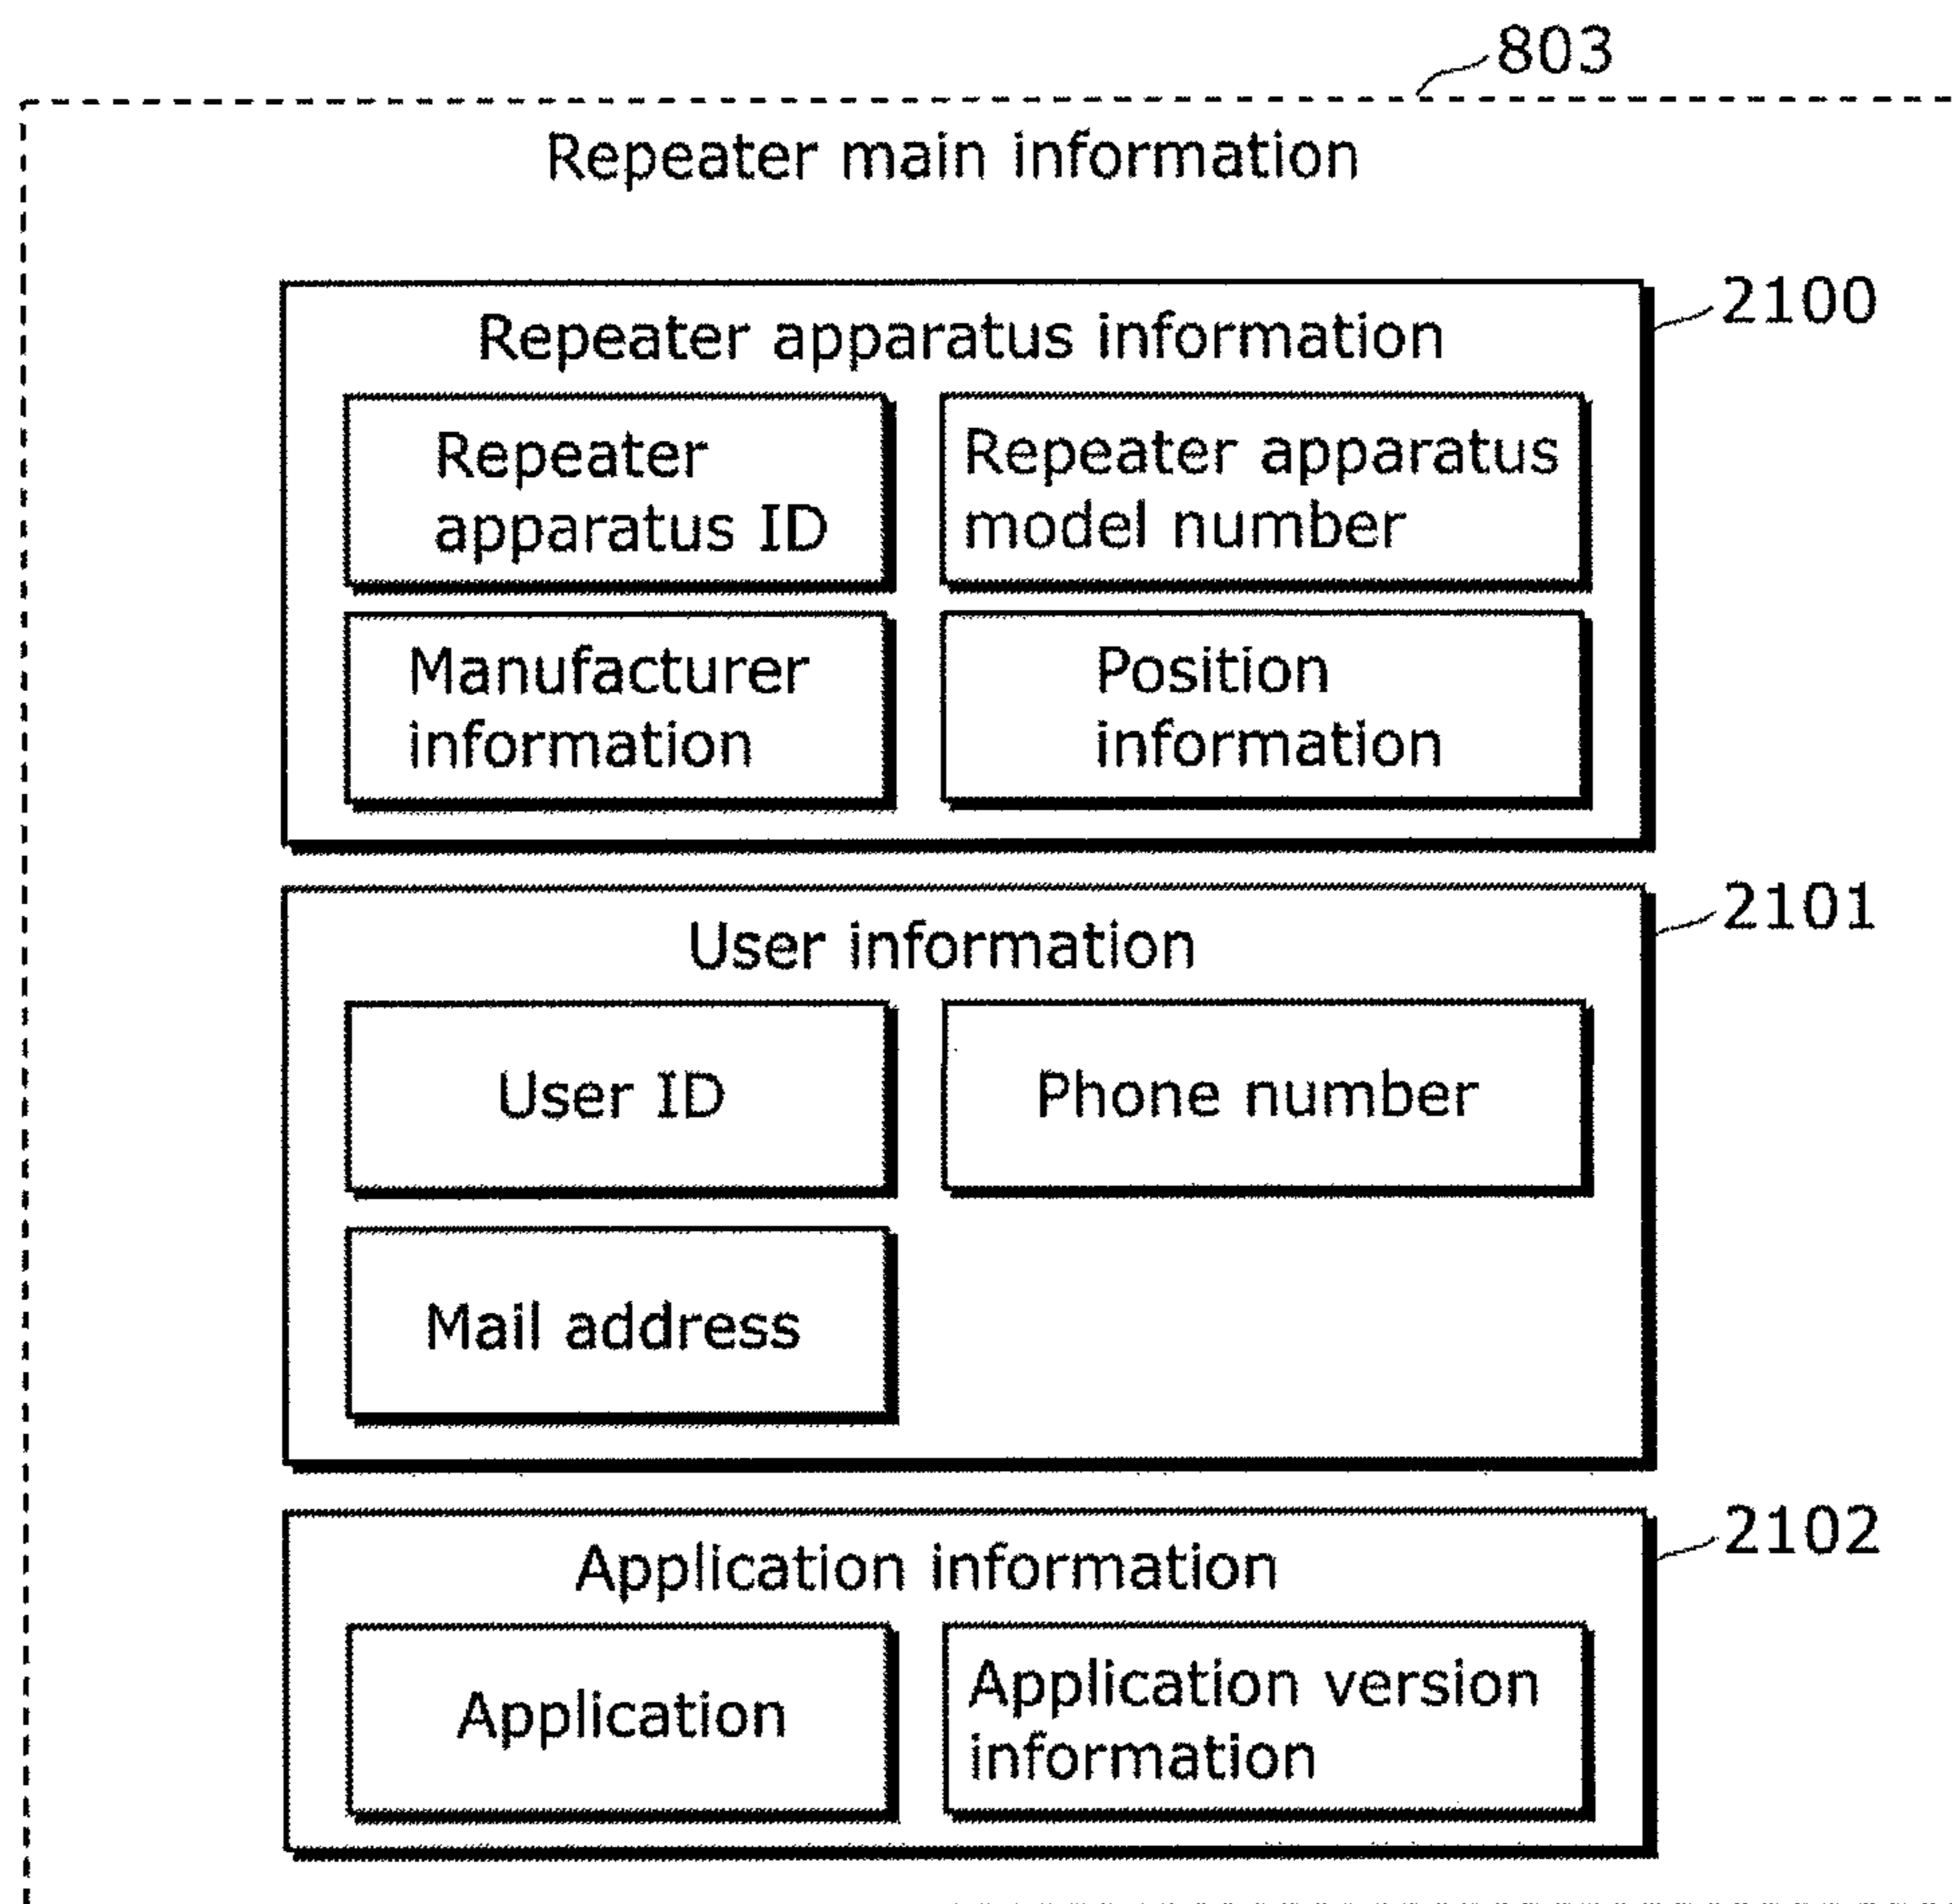 803
Repeater main information
2100
Repeater apparatus information
Repeater
apparatus ID
Repeater apparatus
model number
Manufacturer
information
Position
information
2101
User information
User ID
Phone number
Mail address
2102
Application information
Application
Application version
information